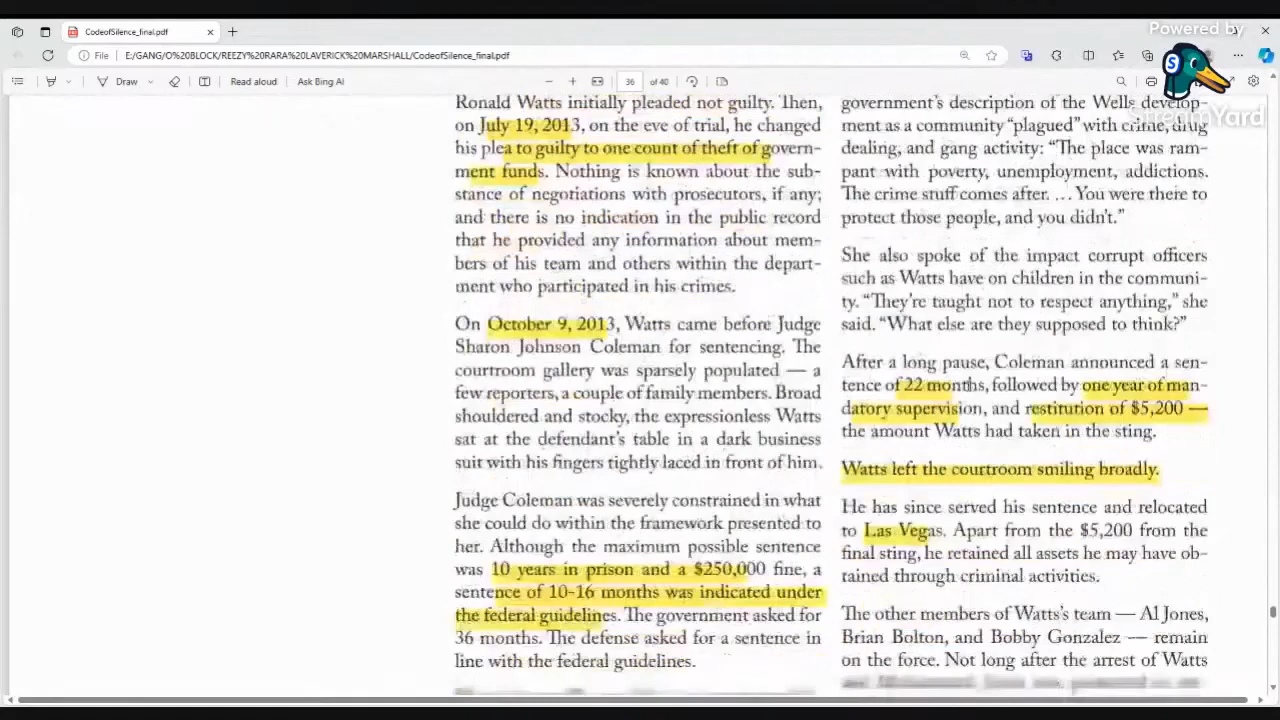 CodeofSilence_final.pdf
Powered by
File E:/GANG/O%20BLOCK/REEZY%20RARA%20LAVERICK%20MARSHALL/CodeofSilence_final.pdf
Draw Read aloud Ask Bing AI 36 of 40
S
StreamYard
Ronald Watts initially pleaded not guilty. Then,
on July 19, 2013, on the eve of trial, he changed
his plea to guilty to one count of theft of govern-
ment funds. Nothing is known about the sub-
stance of negotiations with prosecutors, if any;
and there is no indication in the public record
that he provided any information about mem-
bers of his team and others within the depart-
ment who participated in his crimes.
On October 9, 2013, Watts came before Judge
Sharon Johnson Coleman for sentencing. The
courtroom gallery was sparsely populated — a
few reporters, a couple of family members. Broad
shouldered and stocky, the expressionless Watts
sat at the defendant's table in a dark business
suit with his fingers tightly laced in front of him.
Judge Coleman was severely constrained in what
she could do within the framework presented to
her. Although the maximum possible sentence
was 10 years in prison and a $250,000 fine, a
sentence of 10-16 months was indicated under
the federal guidelines. The government asked for
36 months. The defense asked for a sentence in
line with the federal guidelines.
government's description of the Wells develop-
ment as a community "plagued" with crime, drug
dealing, and gang activity: "The place was ram-
pant with poverty, unemployment, addictions.
The crime stuff comes after. … You were there to
protect those people, and you didn't."
She also spoke of the impact corrupt officers
such as Watts have on children in the communi-
ty. "They're taught not to respect anything," she
said. "What else are they supposed to think?"
After a long pause, Coleman announced a sen-
tence of 22 months, followed by one year of man-
datory supervision, and restitution of $5,200 —
the amount Watts had taken in the sting.
Watts left the courtroom smiling broadly.
He has since served his sentence and relocated
to Las Vegas. Apart from the $5,200 from the
final sting, he retained all assets he may have ob-
tained through criminal activities.
The other members of Watts's team — Al Jones,
Brian Bolton, and Bobby Gonzalez — remain
on the force. Not long after the arrest of Watts